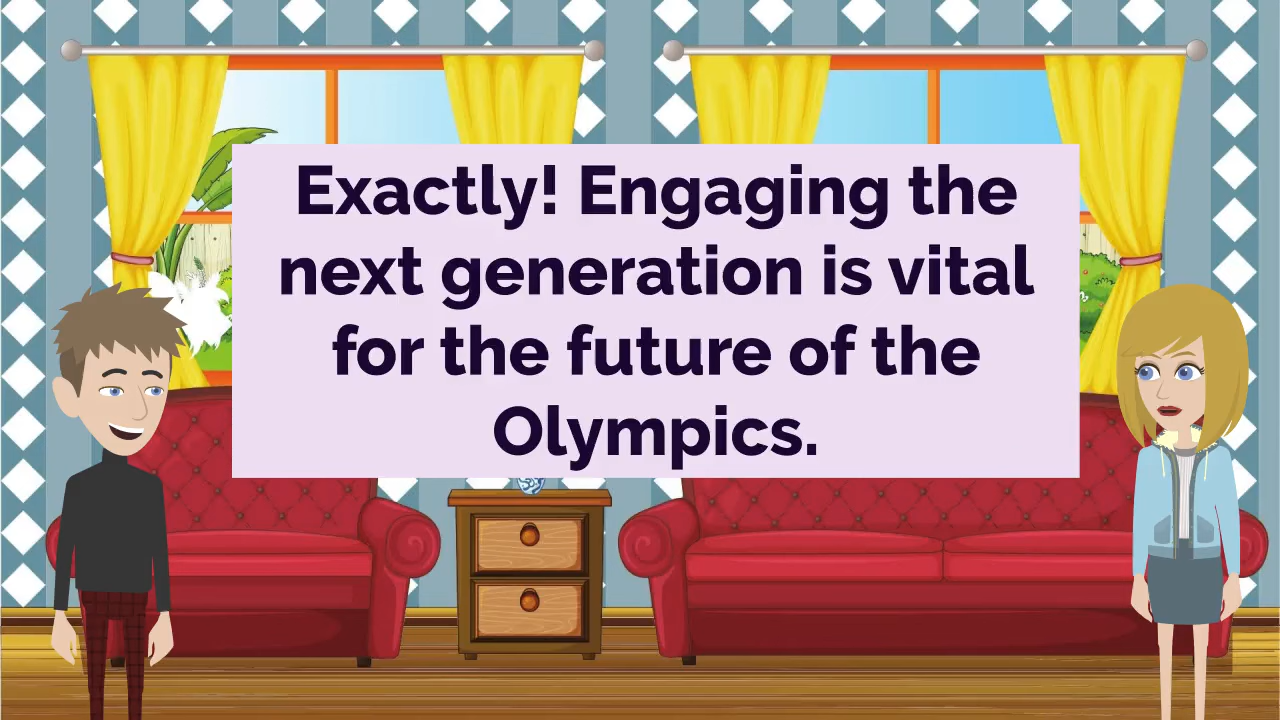 Exactly! Engaging the
next generation is vital
for the future of the
Olympics.